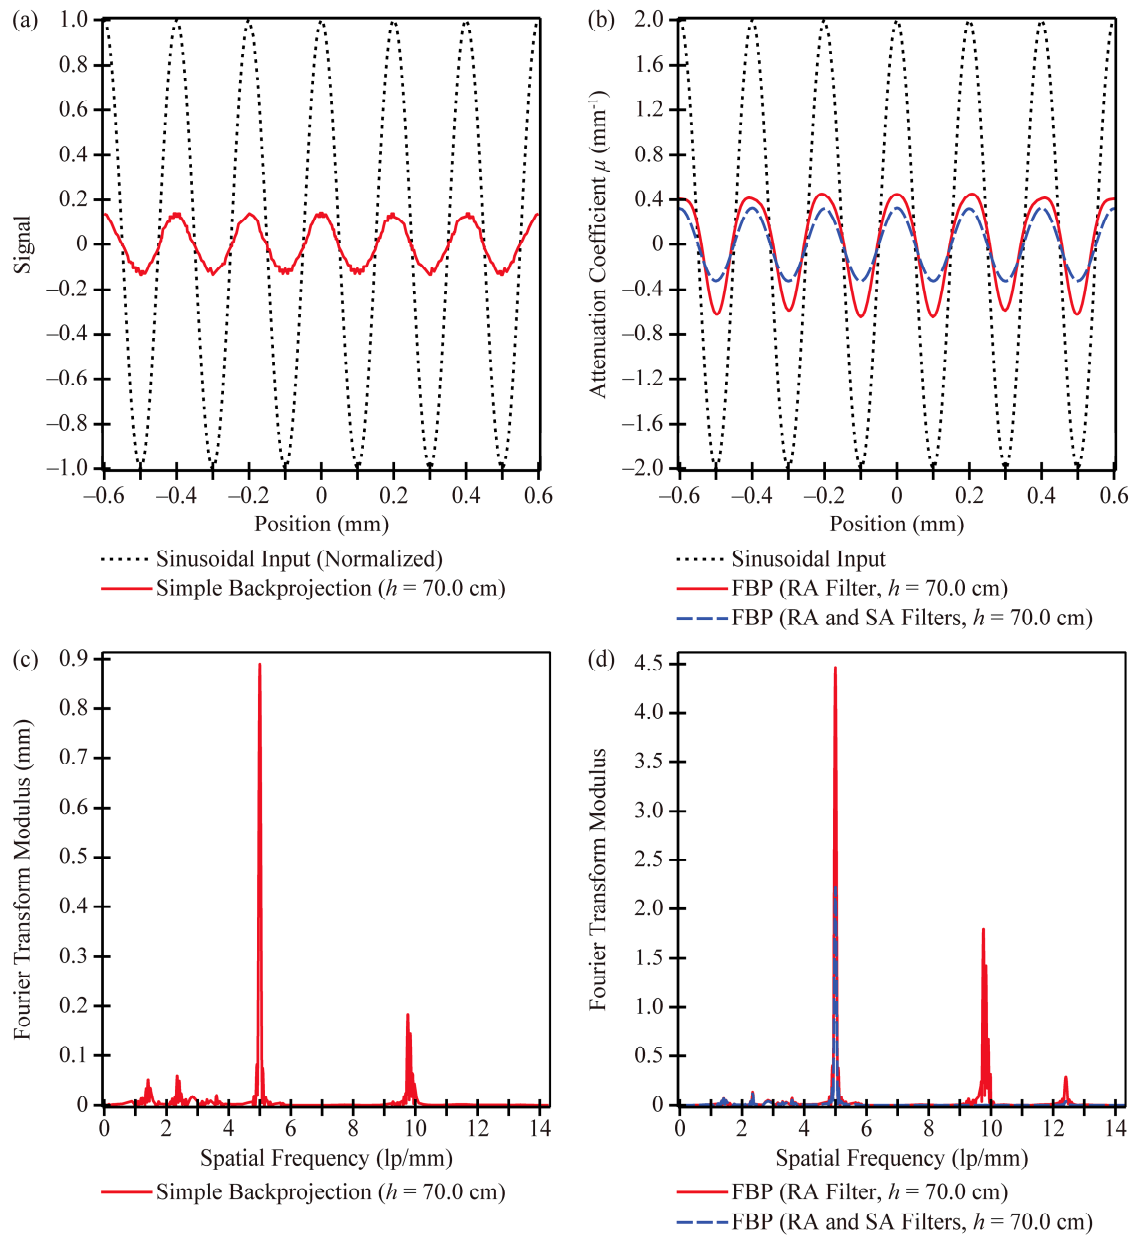 (a)
1.0
0.8
0.6
0.4
0.2
0
–0.2
–0.4
–0.6
–0.8
–1.0
Signal
–0.6 –0.4 –0.2 0 0.2 0.4 0.6
Position (mm)
Sinusoidal Input (Normalized)
Simple Backprojection (h = 70.0 cm)
(b)
2.0
1.6
1.2
0.8
0.4
0
–0.4
–0.8
–1.2
–1.6
–2.0
Attenuation Coefficient μ (mm⁻¹)
–0.6 –0.4 –0.2 0 0.2 0.4 0.6
Position (mm)
Sinusoidal Input
FBP (RA Filter, h = 70.0 cm)
FBP (RA and SA Filters, h = 70.0 cm)
(c)
0.9
0.8
0.7
0.6
0.5
0.4
0.3
0.2
0.1
0
Fourier Transform Modulus (mm)
0 2 4 6 8 10 12 14
Spatial Frequency (lp/mm)
Simple Backprojection (h = 70.0 cm)
(d)
4.5
4.0
3.5
3.0
2.5
2.0
1.5
1.0
0.5
0
Fourier Transform Modulus
0 2 4 6 8 10 12 14
Spatial Frequency (lp/mm)
FBP (RA Filter, h = 70.0 cm)
FBP (RA and SA Filters, h = 70.0 cm)